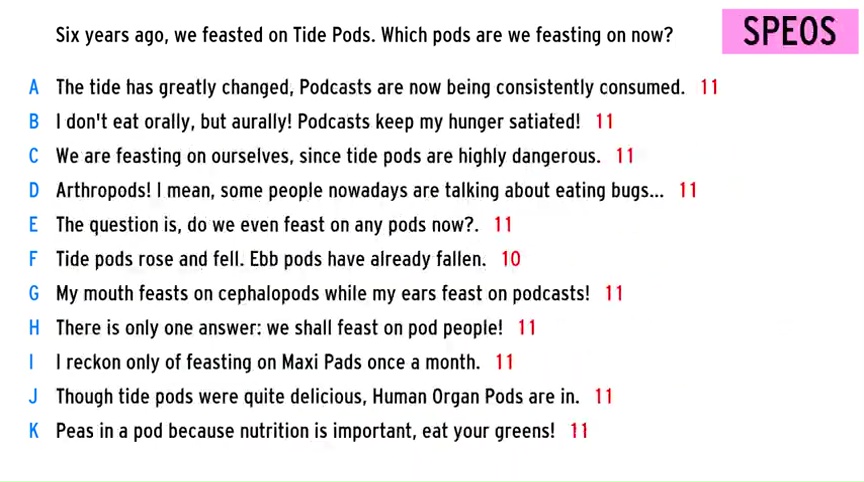 Six years ago, we feasted on Tide Pods. Which pods are we feasting on now?
SPEOS
A The tide has greatly changed, Podcasts are now being consistently consumed. 11
B I don't eat orally, but aurally! Podcasts keep my hunger satiated! 11
C We are feasting on ourselves, since tide pods are highly dangerous. 11
D Arthropods! I mean, some people nowadays are talking about eating bugs... 11
E The question is, do we even feast on any pods now?. 11
F Tide pods rose and fell. Ebb pods have already fallen. 10
G My mouth feasts on cephalopods while my ears feast on podcasts! 11
H There is only one answer: we shall feast on pod people! 11
I I reckon only of feasting on Maxi Pads once a month. 11
J Though tide pods were quite delicious, Human Organ Pods are in. 11
K Peas in a pod because nutrition is important, eat your greens! 11